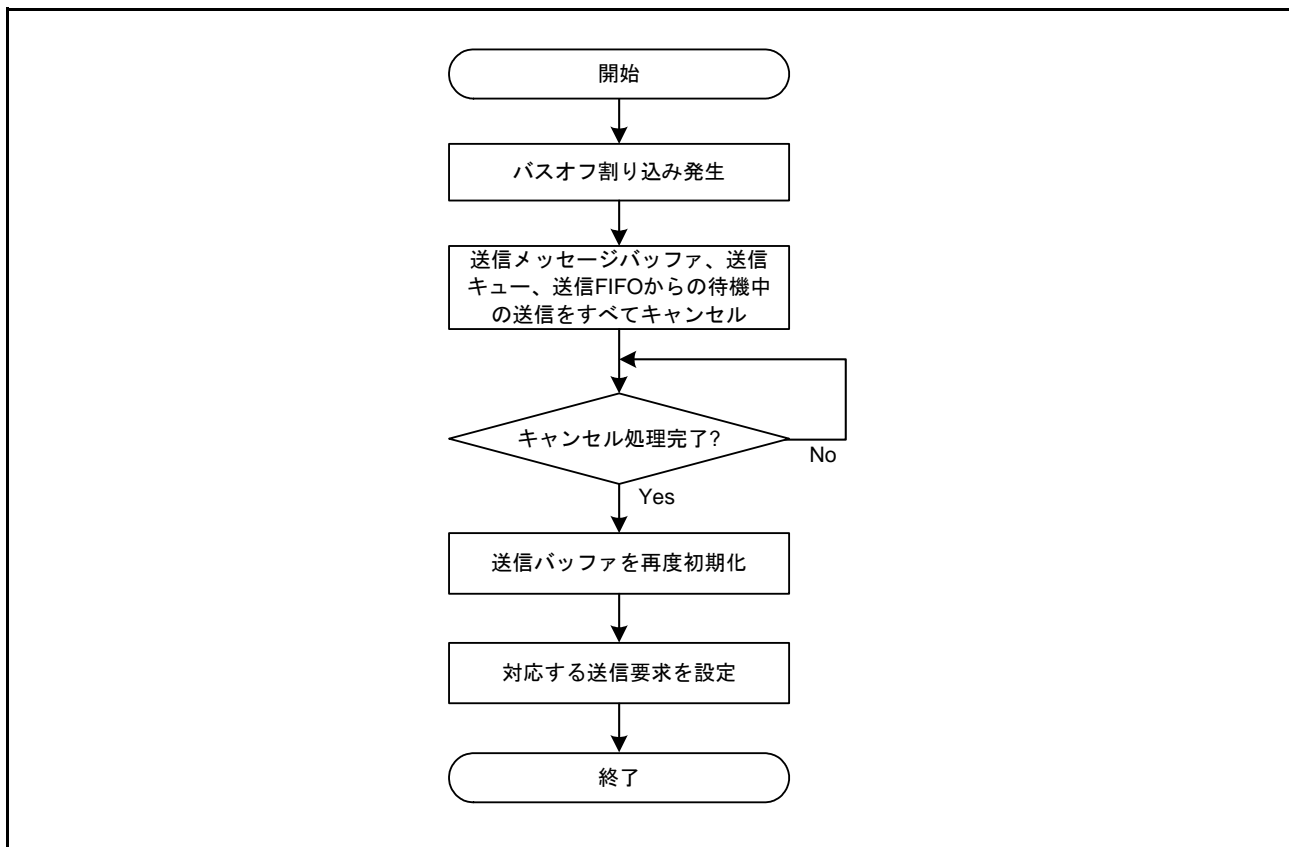 開始
バスオフ割り込み発生
送信メッセージバッファ、送信
キュー、送信FIFOからの待機中
の送信をすべてキャンセル
キャンセル処理完了?
No
Yes
送信バッファを再度初期化
対応する送信要求を設定
終了